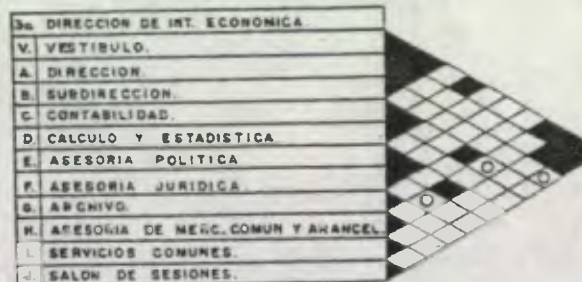 3a. DIRECCION DE INT. ECONOMICA.
V. VESTIBULO.
A. DIRECCION.
B. SUBDIRECCION.
C. CONTABILIDAD.
D. CALCULO Y ESTADISTICA
E. ASESORIA POLITICA
F. ASESORIA JURIDICA.
G. ARCHIVO.
H. ASESORIA DE MERC. COMUN Y ARANCEL.
I. SERVICIOS COMUNES.
J. SALON DE SESIONES.